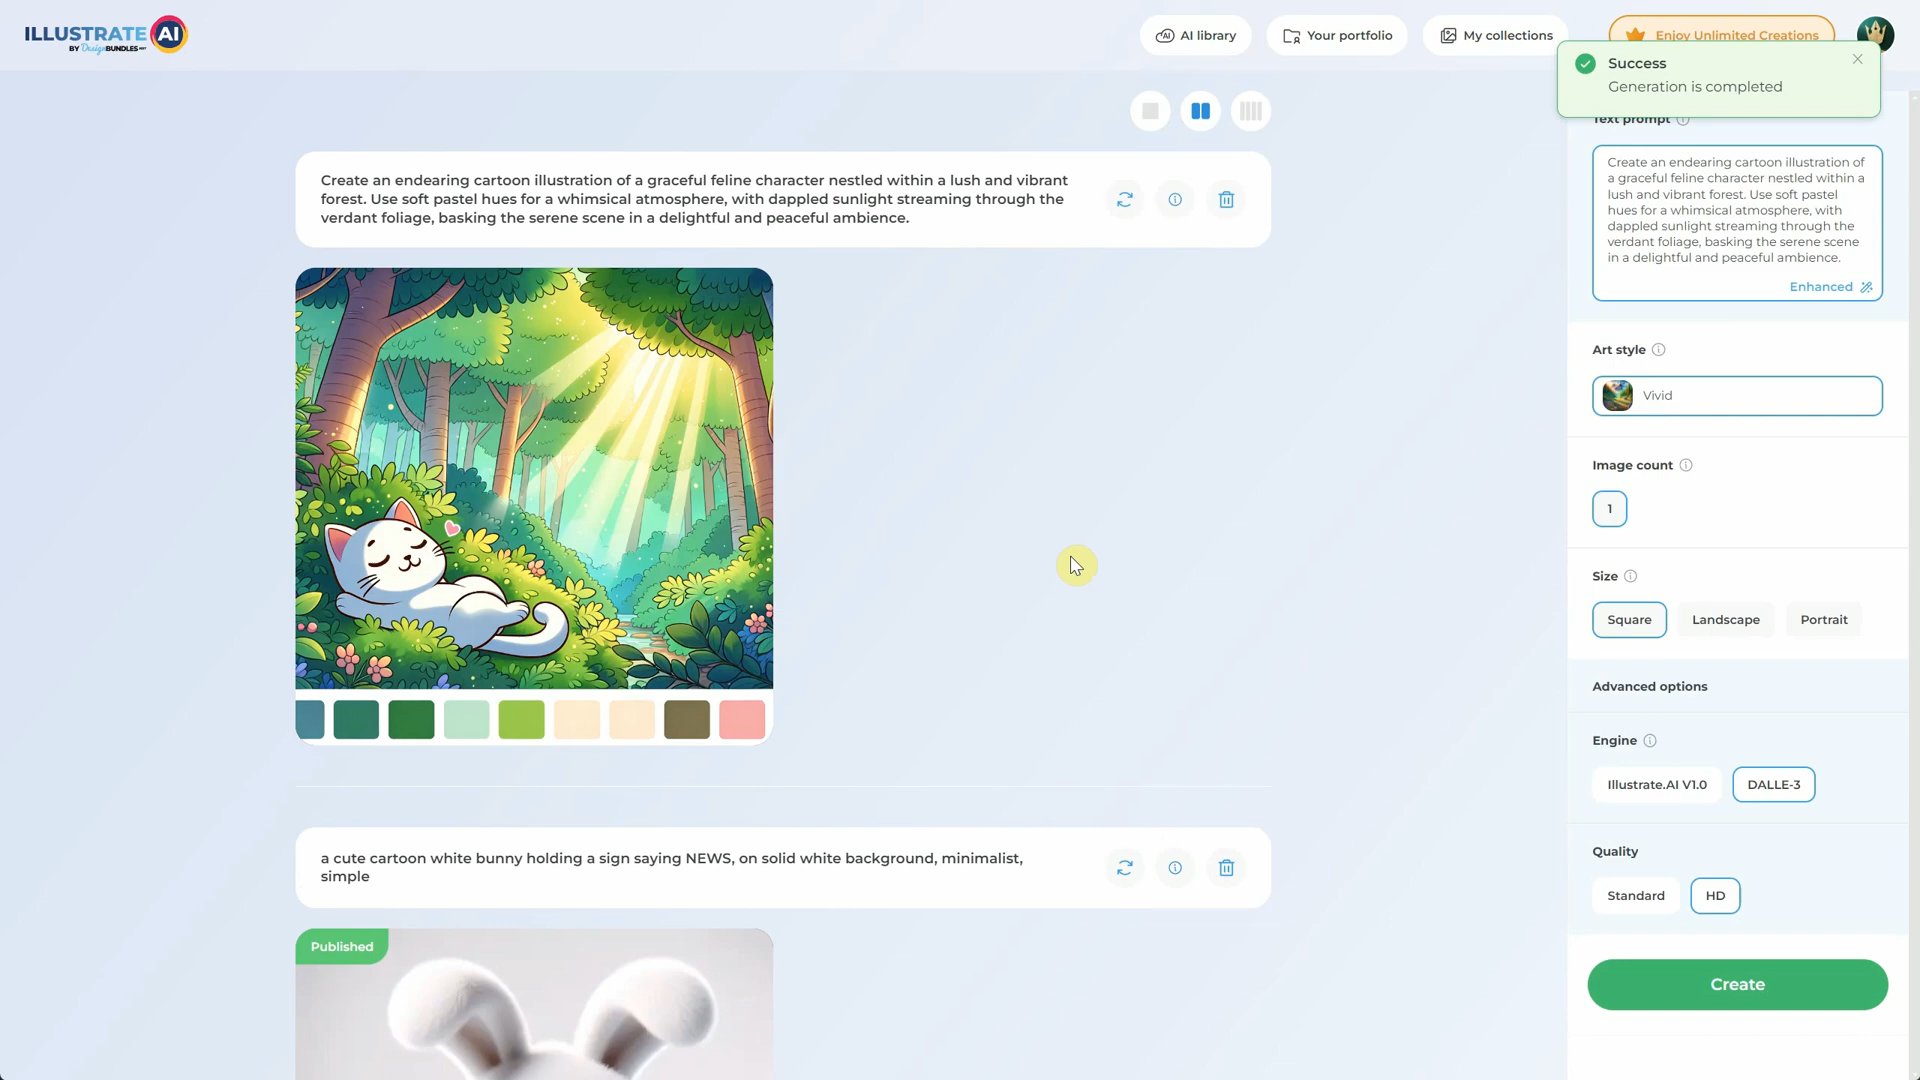 ILLUSTRATE AI
BY Design BUNDLES.NET
AI library
Your portfolio
My collections
Enjoy Unlimited Creations
Success
Generation is completed
Text prompt
Create an endearing cartoon illustration of
a graceful feline character nestled within a
lush and vibrant forest. Use soft pastel
hues for a whimsical atmosphere, with
dappled sunlight streaming through the
verdant foliage, basking the serene scene
in a delightful and peaceful ambience.
Enhanced
Create an endearing cartoon illustration of a graceful feline character nestled within a lush and vibrant
forest. Use soft pastel hues for a whimsical atmosphere, with dappled sunlight streaming through the
verdant foliage, basking the serene scene in a delightful and peaceful ambience.
Art style
Vivid
Image count
1
Size
Square
Landscape
Portrait
Advanced options
Engine
Illustrate.AI V1.0
DALLE-3
Quality
Standard
HD
Create
a cute cartoon white bunny holding a sign saying NEWS, on solid white background, minimalist,
simple
Published